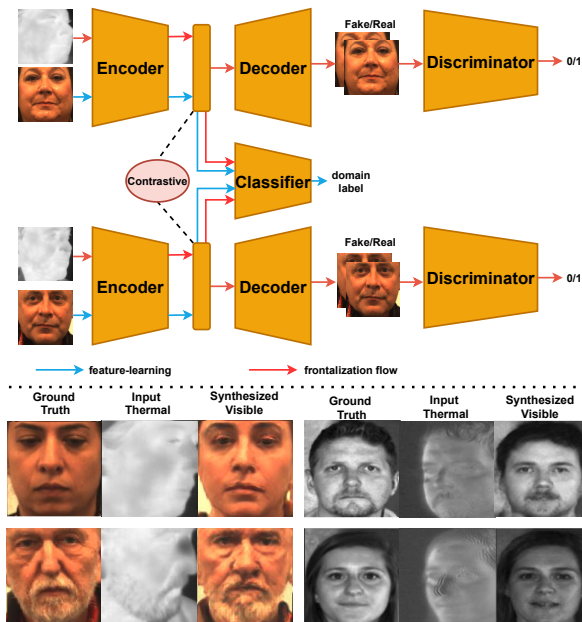 Fake/Real
Encoder
Decoder
Discriminator
0/1
Contrastive
Classifier
domain
label
Fake/Real
Encoder
Decoder
Discriminator
0/1
feature-learning
frontalization flow
Ground
Truth
Input
Thermal
Synthesized
Visible
Ground
Truth
Input
Thermal
Synthesized
Visible